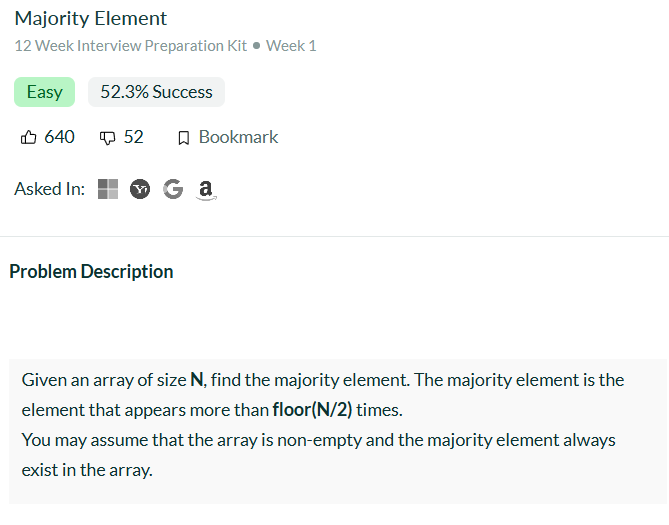 Majority Element
12 Week Interview Preparation Kit • Week 1
Easy 52.3% Success
640 52 Bookmark
Asked In: Y! G a
Problem Description
Given an array of size N, find the majority element. The majority element is the
element that appears more than floor(N/2) times.
You may assume that the array is non-empty and the majority element always
exist in the array.